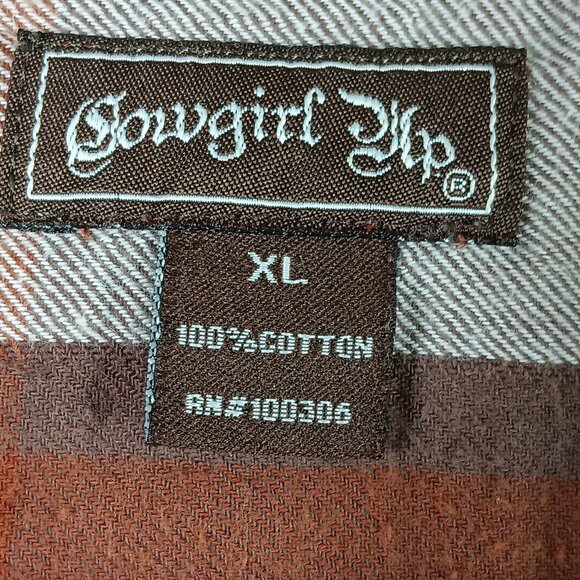 Cowgirl Up ®
XL
100%COTTON
RN#100306